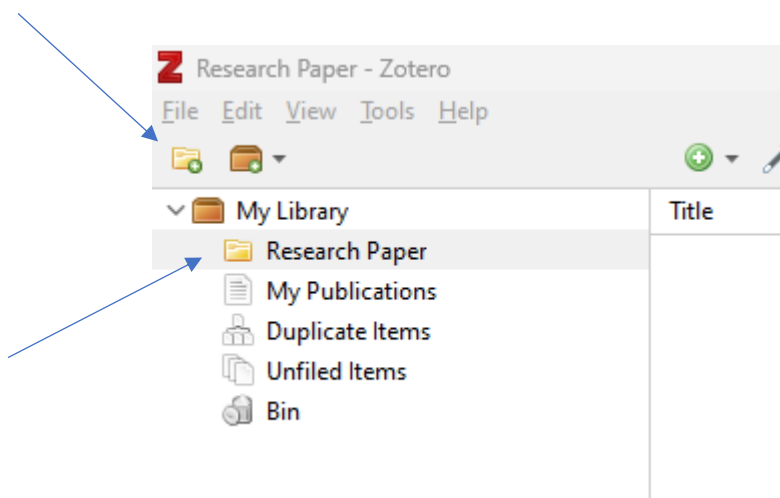 Research Paper - Zotero
File Edit View Tools Help
My Library
Title
Research Paper
My Publications
Duplicate Items
Unfiled Items
Bin